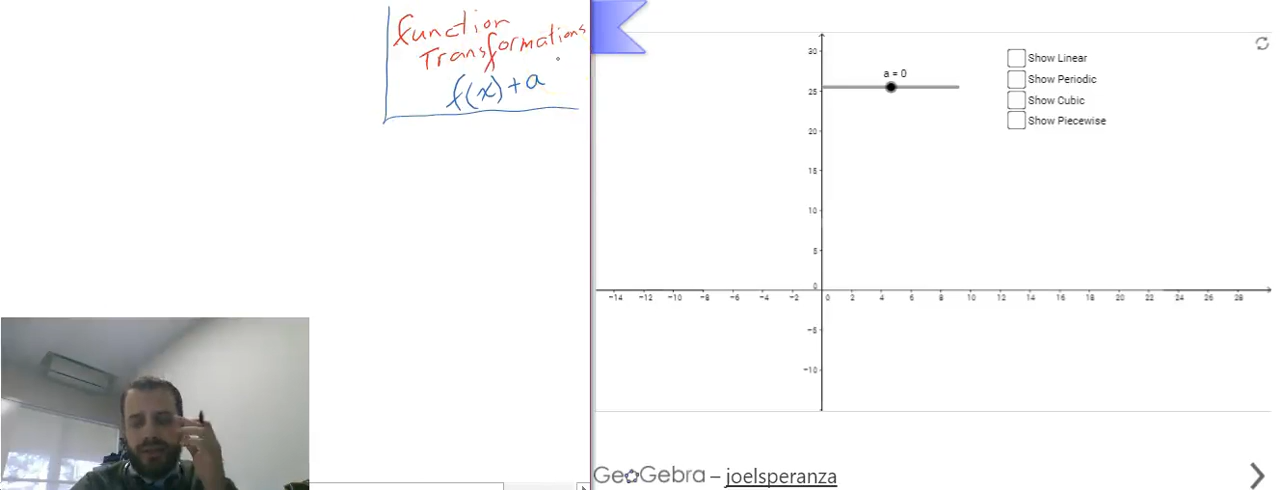 function
Transformations
f(x)+a
a = 0
Show Linear
Show Periodic
Show Cubic
Show Piecewise
30
25
20
15
10
5
0
−5
−10
−14 −12 −10 −8 −6 −4 −2 0 2 4 6 8 10 12 14 16 18 20 22 24 26 28
GeoGebra – joelsperanza